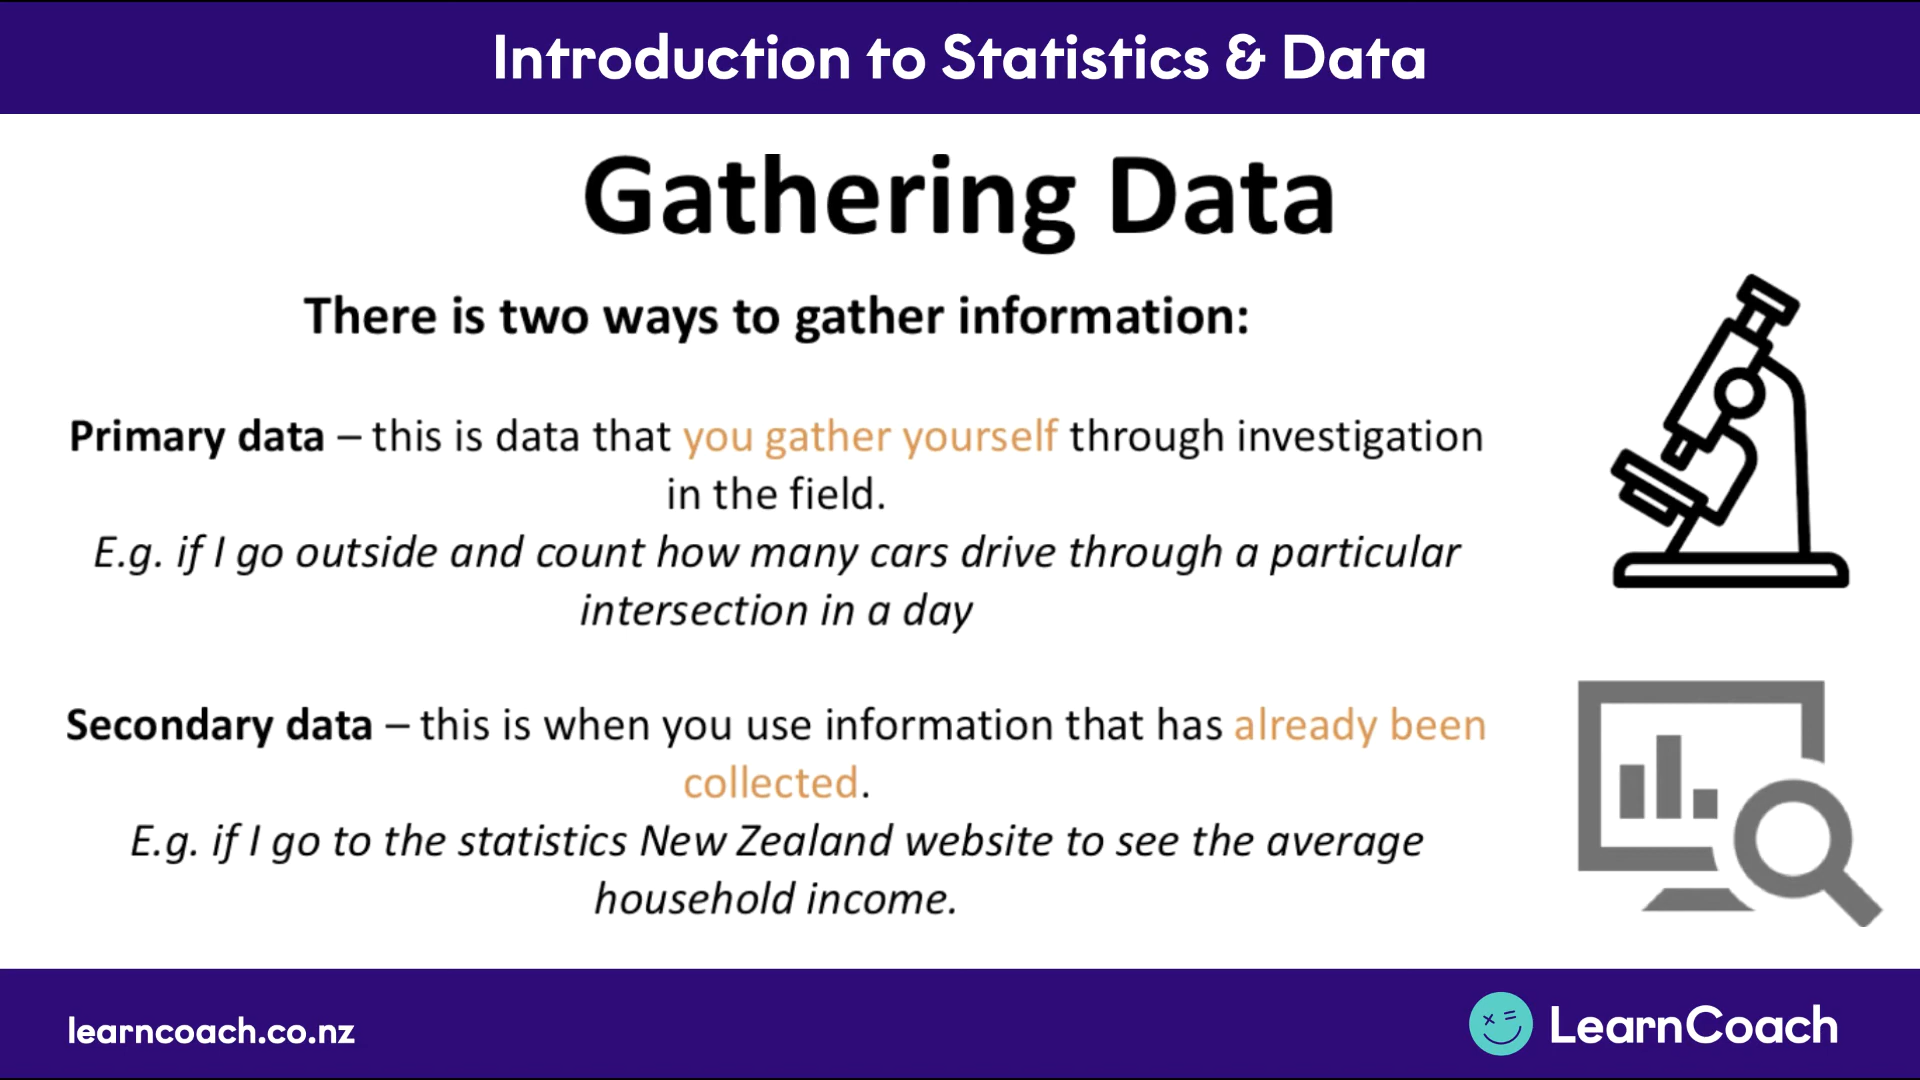 Introduction to Statistics & Data
Gathering Data
There is two ways to gather information:
Primary data – this is data that you gather yourself through investigation
in the field.
E.g. if I go outside and count how many cars drive through a particular
intersection in a day
Secondary data – this is when you use information that has already been
collected.
E.g. if I go to the statistics New Zealand website to see the average
household income.
learncoach.co.nz
LearnCoach